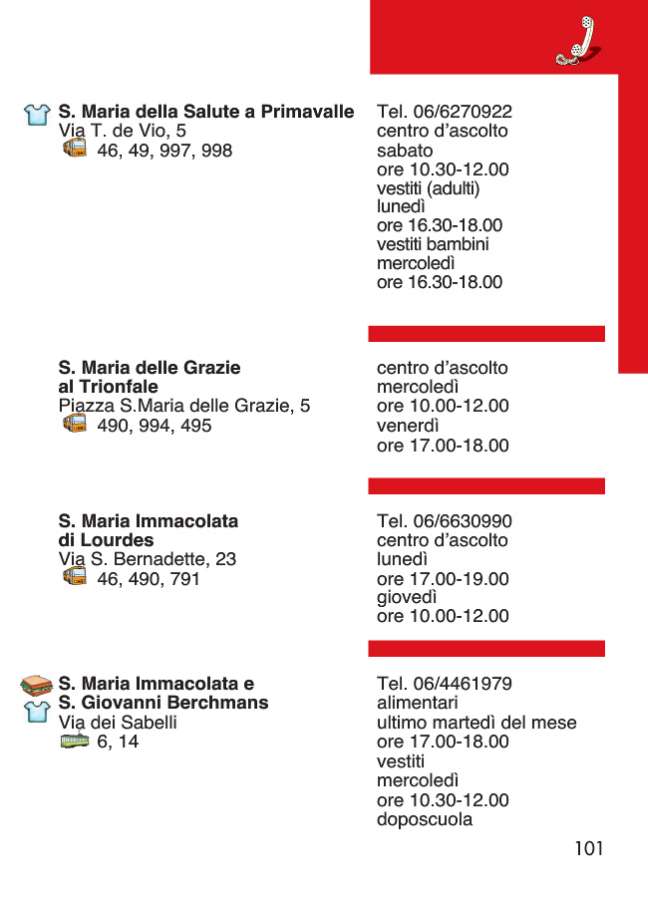 S. Maria della Salute a Primavalle
Via T. de Vio, 5
46, 49, 997, 998
Tel. 06/6270922
centro d'ascolto
sabato
ore 10.30-12.00
vestiti (adulti)
lunedì
ore 16.30-18.00
vestiti bambini
mercoledì
ore 16.30-18.00
S. Maria delle Grazie
al Trionfale
Piazza S.Maria delle Grazie, 5
490, 994, 495
centro d'ascolto
mercoledì
ore 10.00-12.00
venerdì
ore 17.00-18.00
S. Maria Immacolata
di Lourdes
Via S. Bernadette, 23
46, 490, 791
Tel. 06/6630990
centro d'ascolto
lunedì
ore 17.00-19.00
giovedì
ore 10.00-12.00
S. Maria Immacolata e
S. Giovanni Berchmans
Via dei Sabelli
6, 14
Tel. 06/4461979
alimentari
ultimo martedì del mese
ore 17.00-18.00
vestiti
mercoledì
ore 10.30-12.00
doposcuola
101